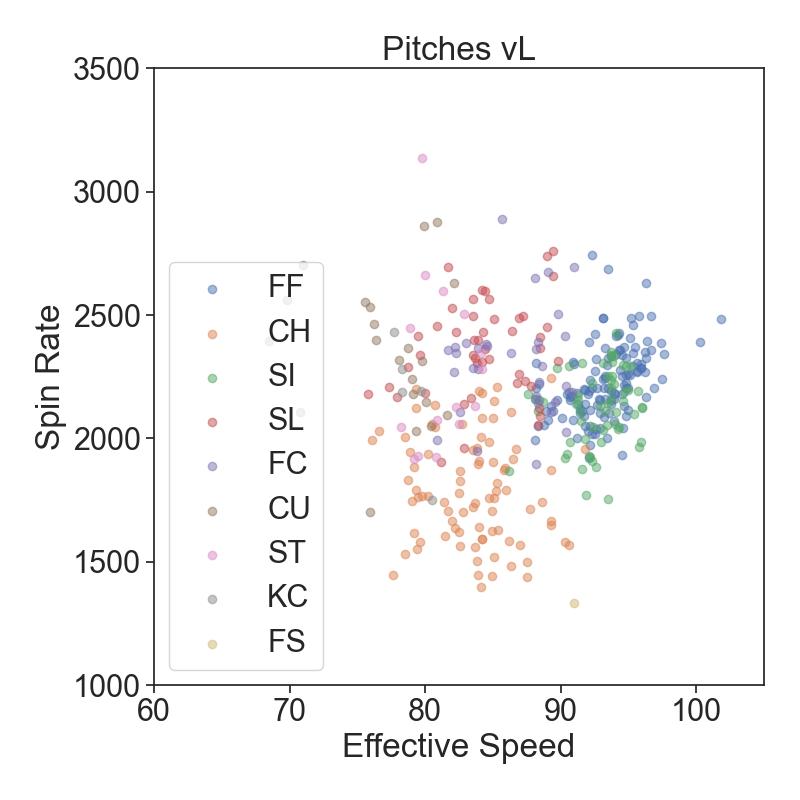 Pitches vL
3500
3000
2500
2000
1500
1000
Spin Rate
FF
CH
SI
SL
FC
CU
ST
KC
FS
60 70 80 90 100
Effective Speed